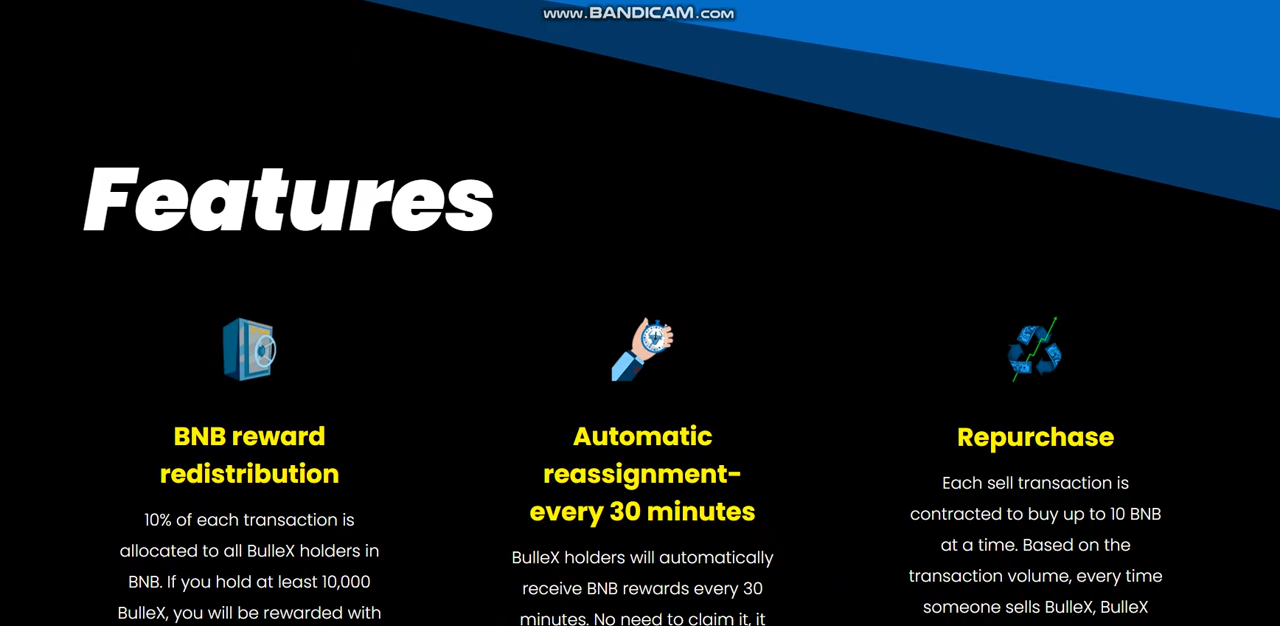 www.BANDICAM.com
Features
BNB reward
redistribution
10% of each transaction is
allocated to all BulleX holders in
BNB. If you hold at least 10,000
BulleX, you will be rewarded with
Automatic
reassignment-
every 30 minutes
BulleX holders will automatically
receive BNB rewards every 30
minutes. No need to claim it, it
Repurchase
Each sell transaction is
contracted to buy up to 10 BNB
at a time. Based on the
transaction volume, every time
someone sells BulleX, BulleX